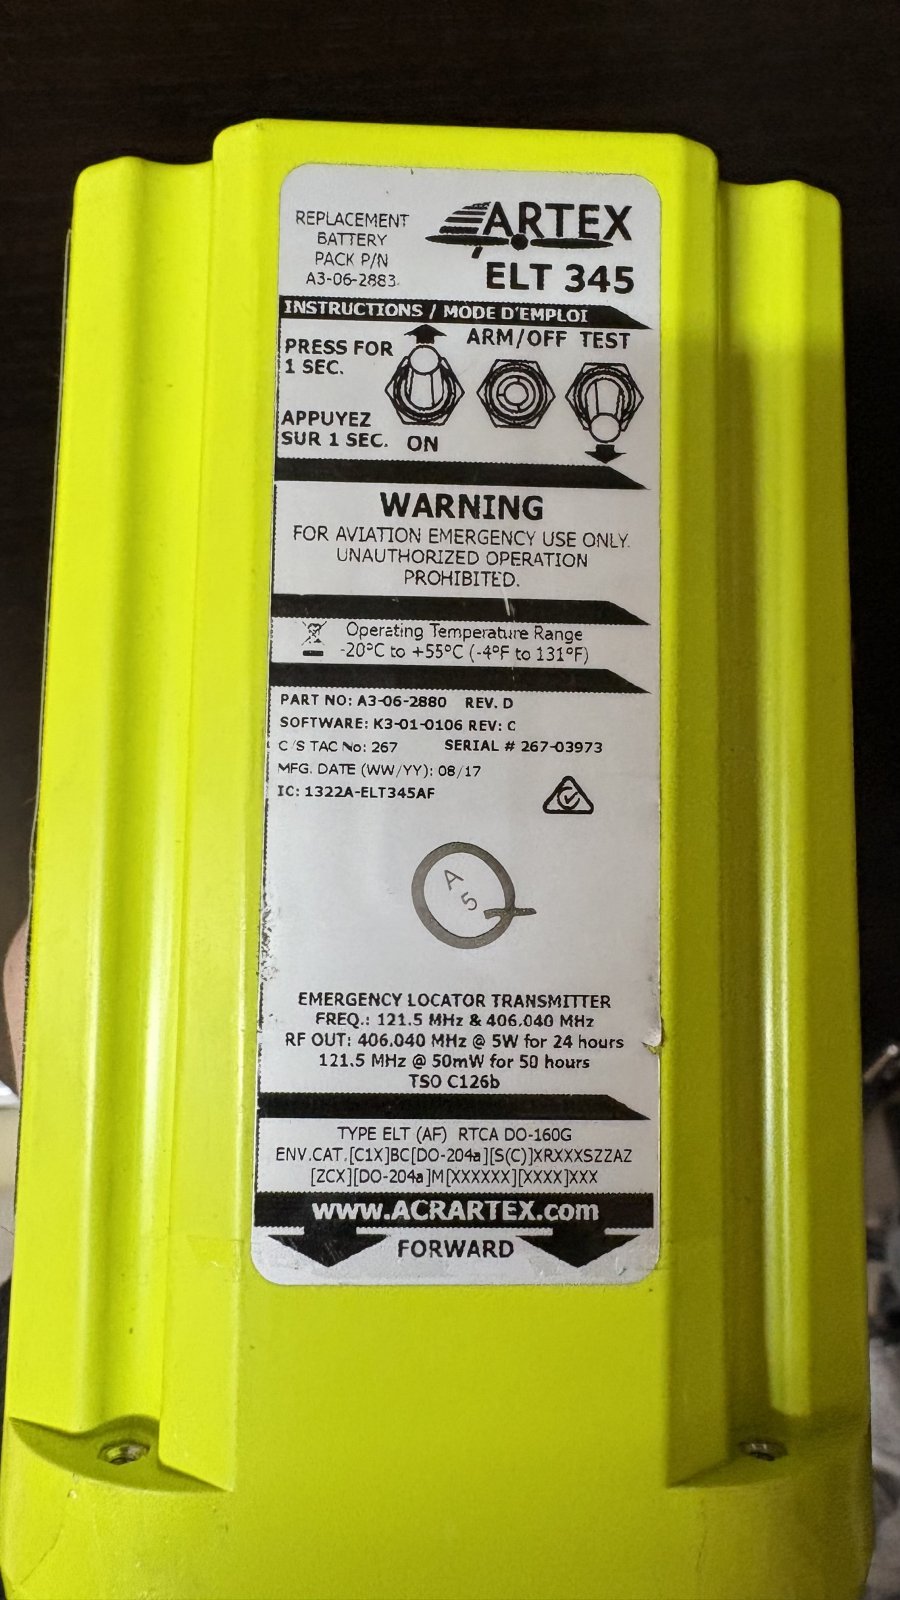 REPLACEMENT
BATTERY
PACK P/N
A3-06-2883
ARTEX
ELT 345
INSTRUCTIONS / MODE D'EMPLOI
PRESS FOR
1 SEC.
ARM/OFF TEST
APPUYEZ
SUR 1 SEC. ON
WARNING
FOR AVIATION EMERGENCY USE ONLY.
UNAUTHORIZED OPERATION
PROHIBITED.
Operating Temperature Range
-20°C to +55°C (-4°F to 131°F)
PART NO: A3-06-2880 REV. D
SOFTWARE: K3-01-0106 REV: C
C/S TAC No: 267 SERIAL # 267-03973
MFG. DATE (WW/YY): 08/17
IC: 1322A-ELT345AF
A
5
EMERGENCY LOCATOR TRANSMITTER
FREQ.: 121.5 MHz & 406.040 MHz
RF OUT: 406.040 MHz @ 5W for 24 hours
121.5 MHz @ 50mW for 50 hours
TSO C126b
TYPE ELT (AF) RTCA DO-160G
ENV.CAT.[C1X]BC[DO-204a][S(C)]XRXXXSZZAZ
[ZCX][DO-204a]M[XXXXXX][XXXX]XXX
www.ACRARTEX.com
FORWARD